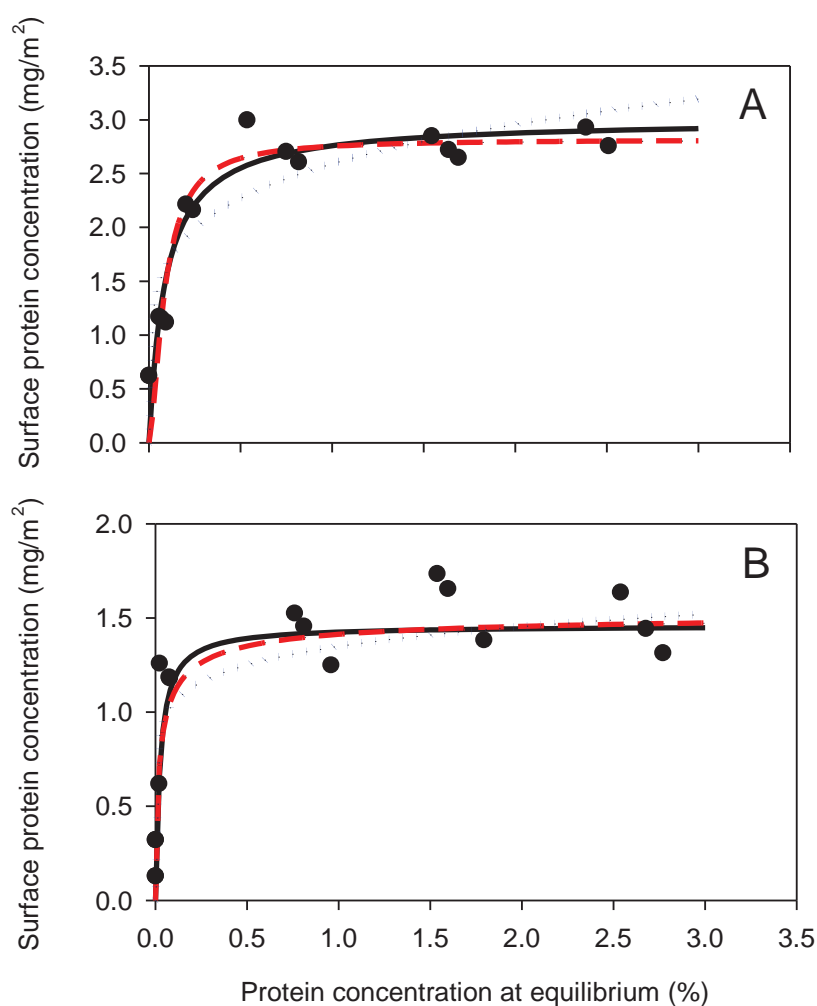 Surface protein concentration (mg/m²)
3.5
3.0
2.5
2.0
1.5
1.0
0.5
0.0
A
Surface protein concentration (mg/m²)
2.0
1.5
1.0
0.5
0.0
B
0.0 0.5 1.0 1.5 2.0 2.5 3.0 3.5
Protein concentration at equilibrium (%)